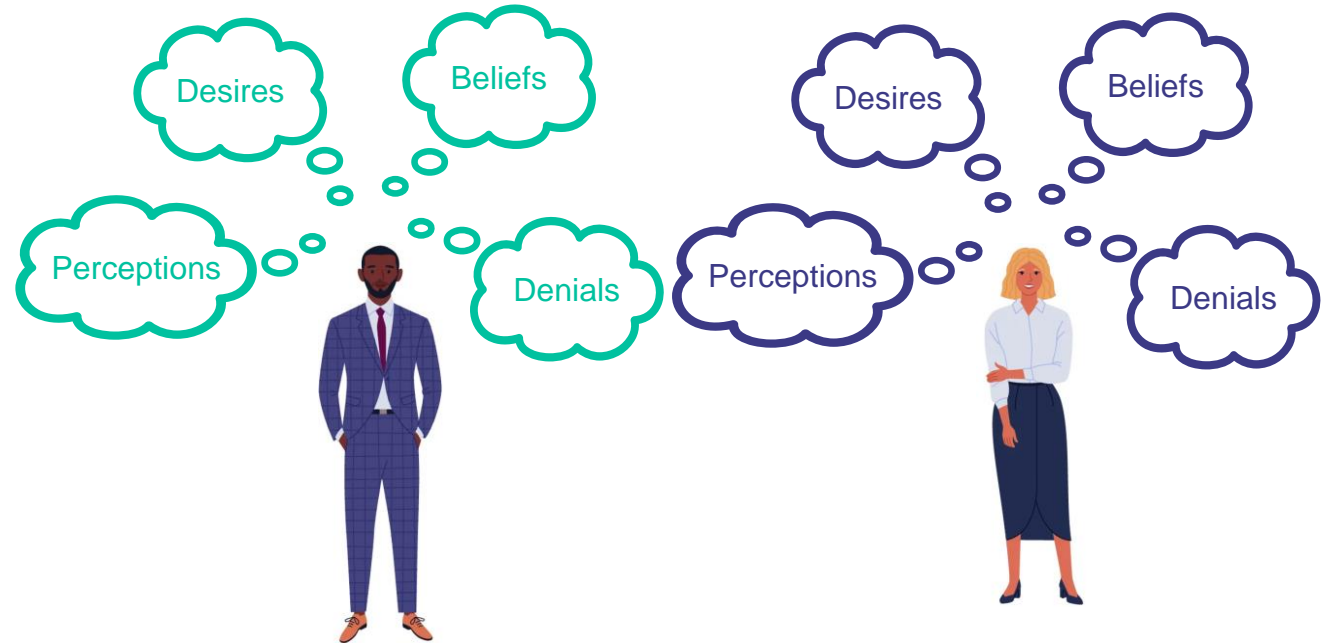 Desires
Beliefs
Perceptions
Denials
Desires
Beliefs
Perceptions
Denials